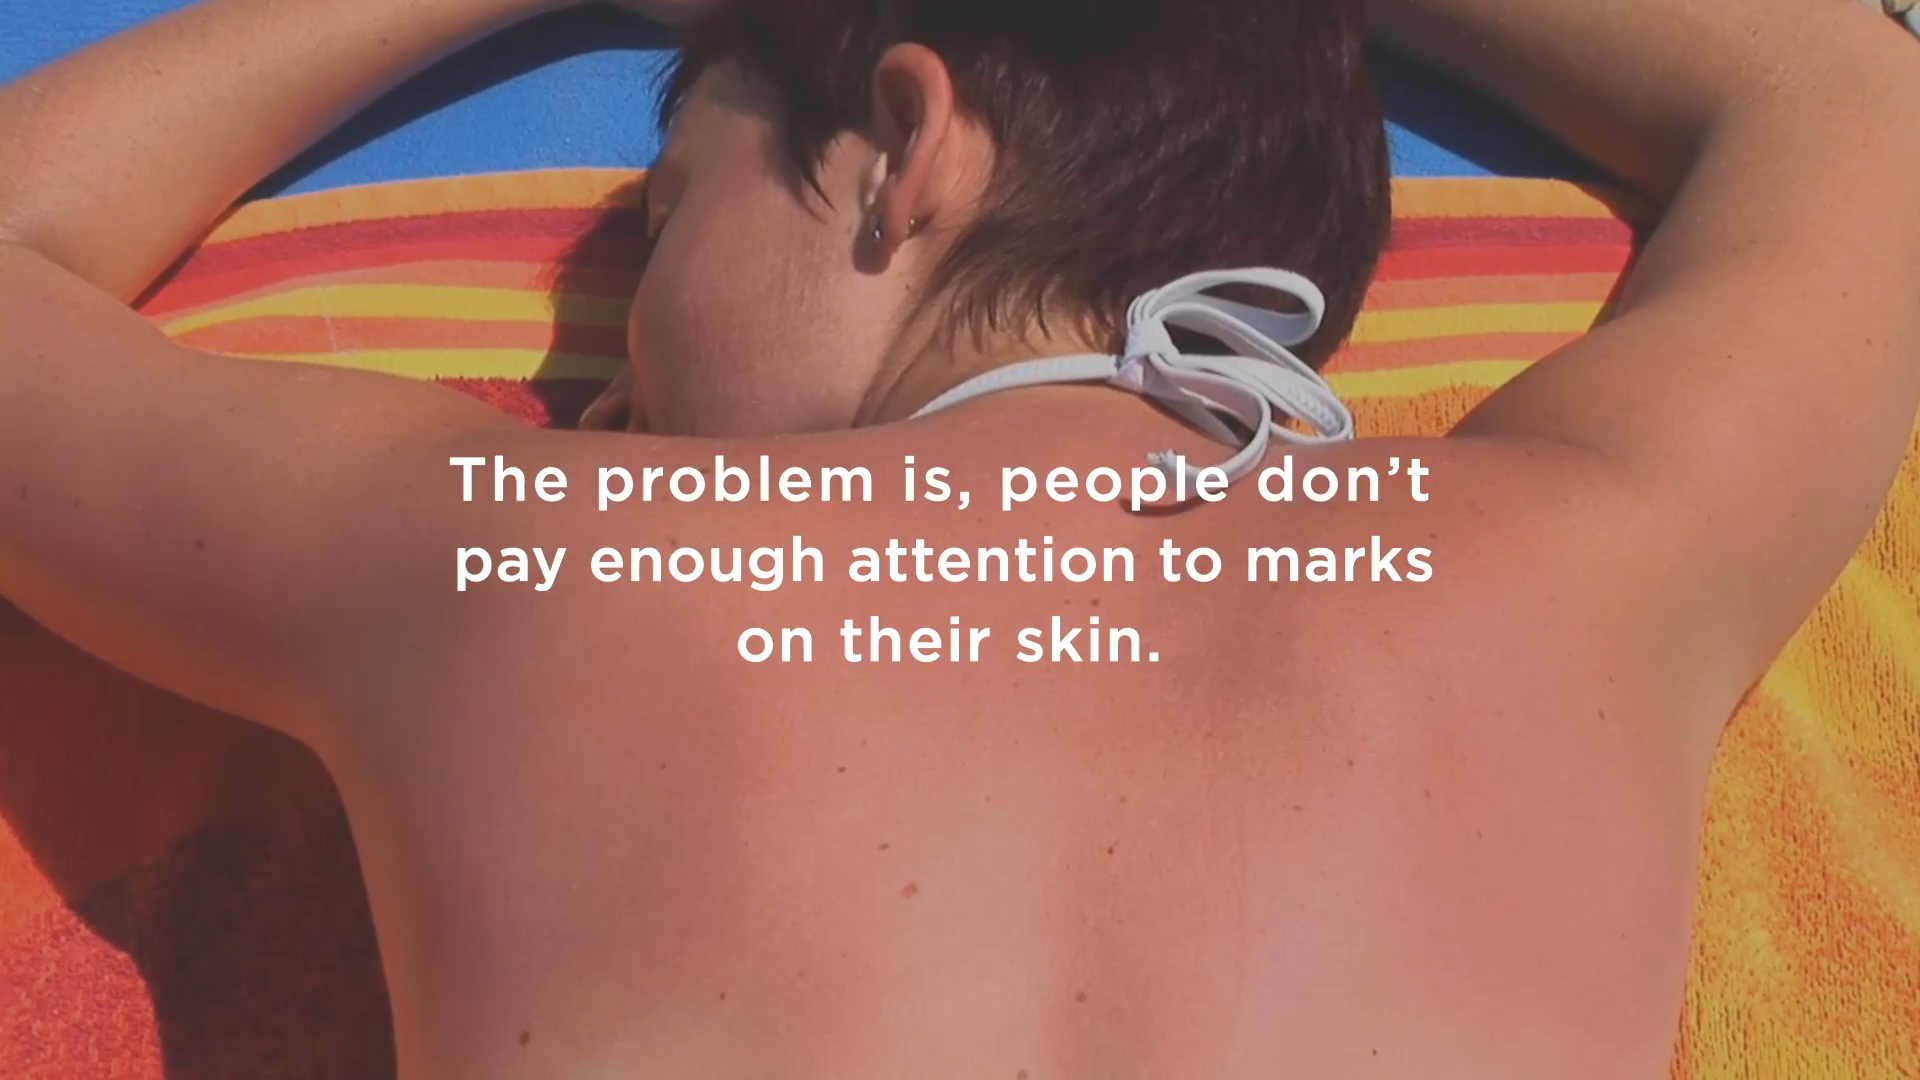 The problem is, people don’t
pay enough attention to marks
on their skin.